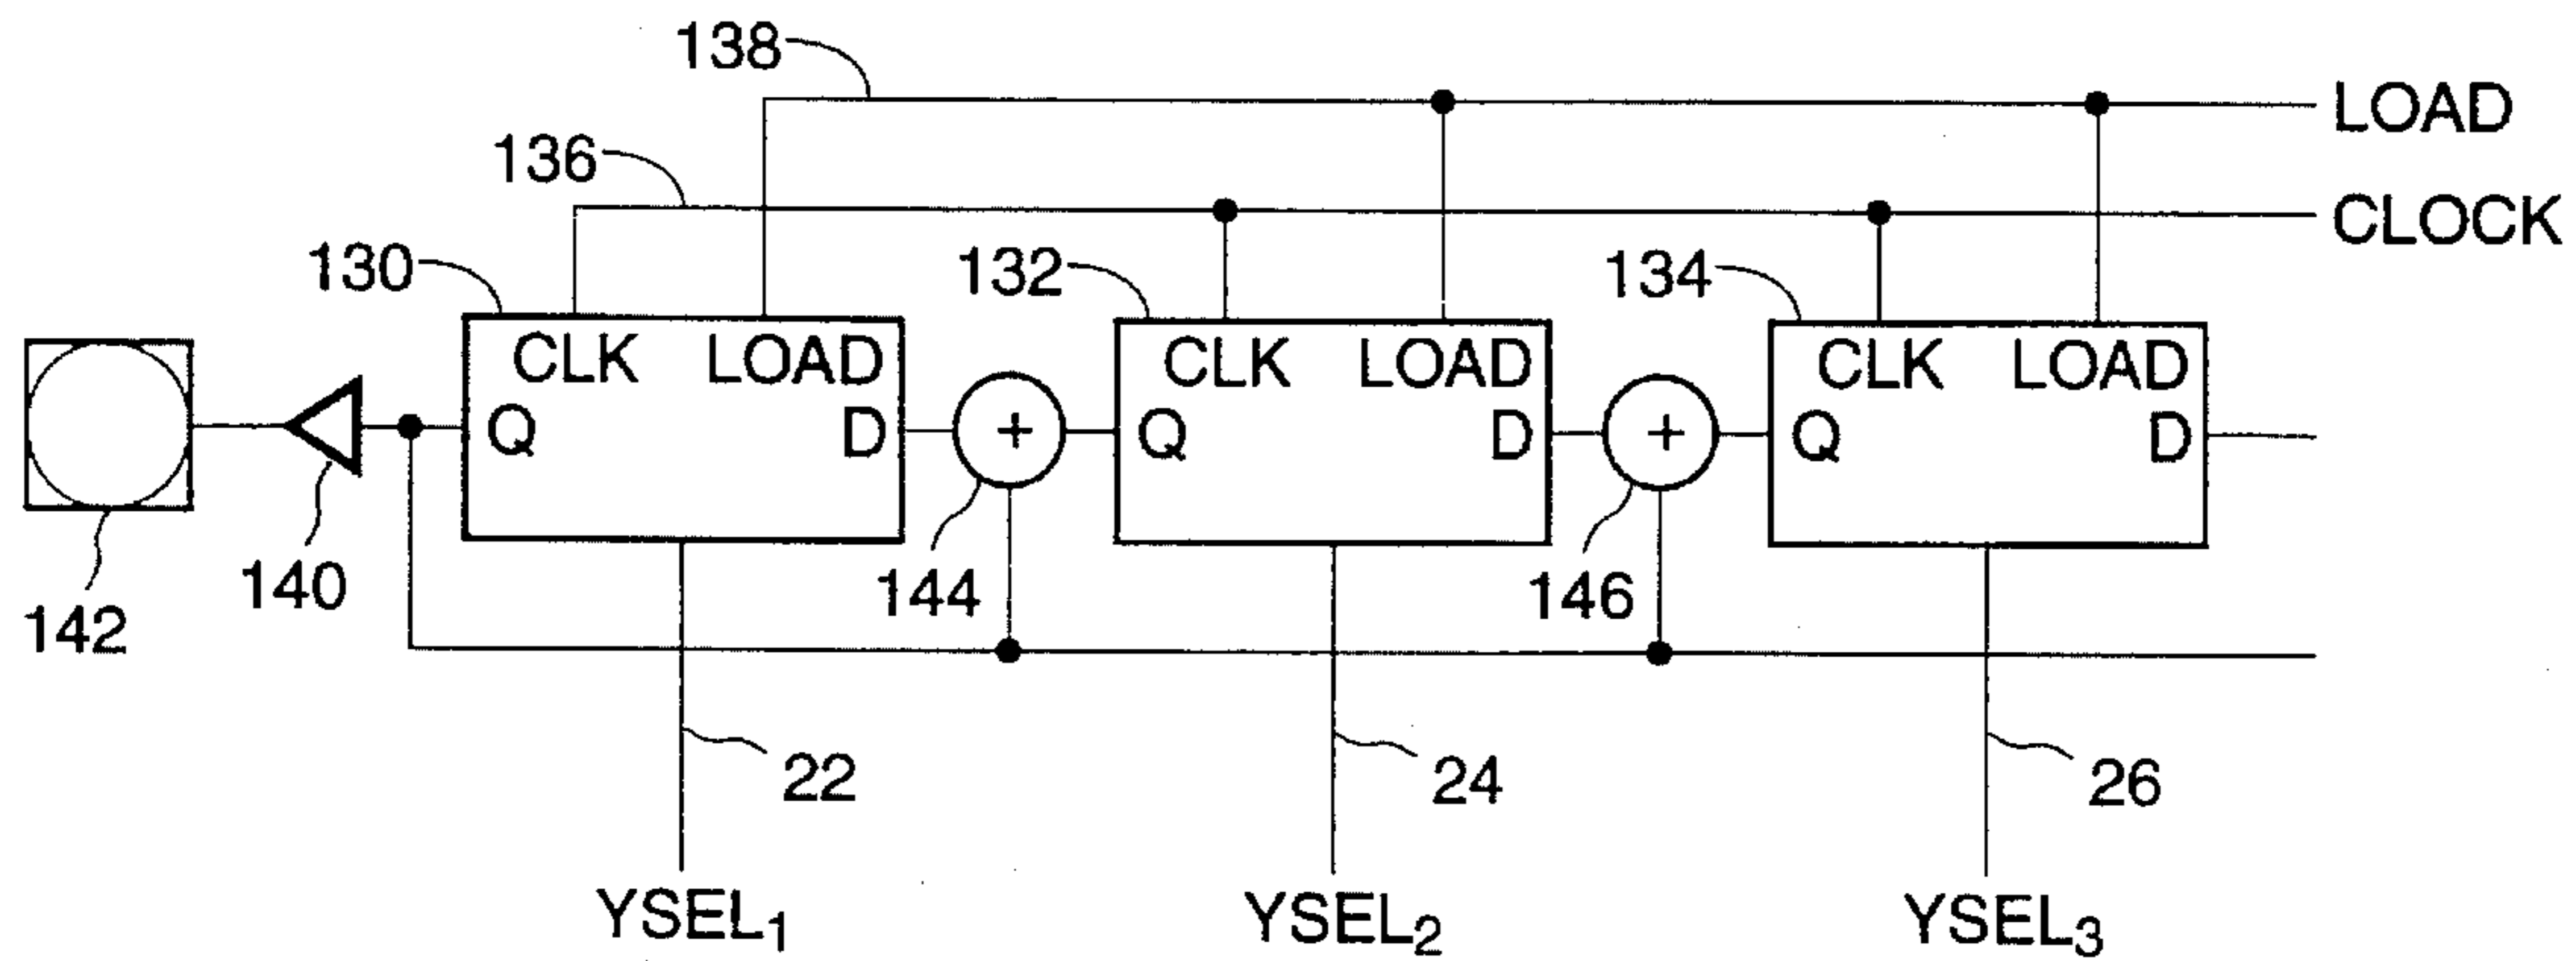 138
LOAD
136
CLOCK
130
132
134
CLK LOAD
Q D
CLK LOAD
Q D
CLK LOAD
Q D
+
+
142
140
144
146
22
24
26
YSEL1
YSEL2
YSEL3